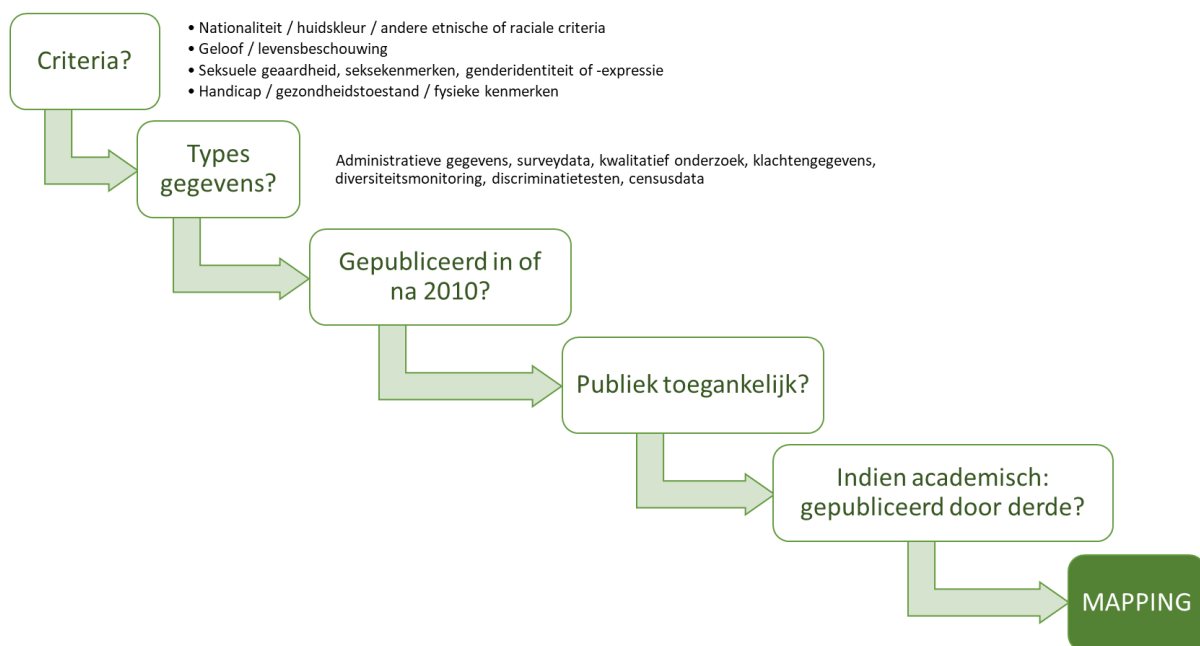 Criteria?
• Nationaliteit / huidskleur / andere etnische of raciale criteria
• Geloof / levensbeschouwing
• Seksuele geaardheid, seksekenmerken, genderidentiteit of -expressie
• Handicap / gezondheidstoestand / fysieke kenmerken
Types
gegevens?
Administratieve gegevens, surveydata, kwalitatief onderzoek, klachtengegevens,
diversiteitsmonitoring, discriminatietesten, censusdata
Gepubliceerd in of
na 2010?
Publiek toegankelijk?
Indien academisch:
gepubliceerd door derde?
MAPPING